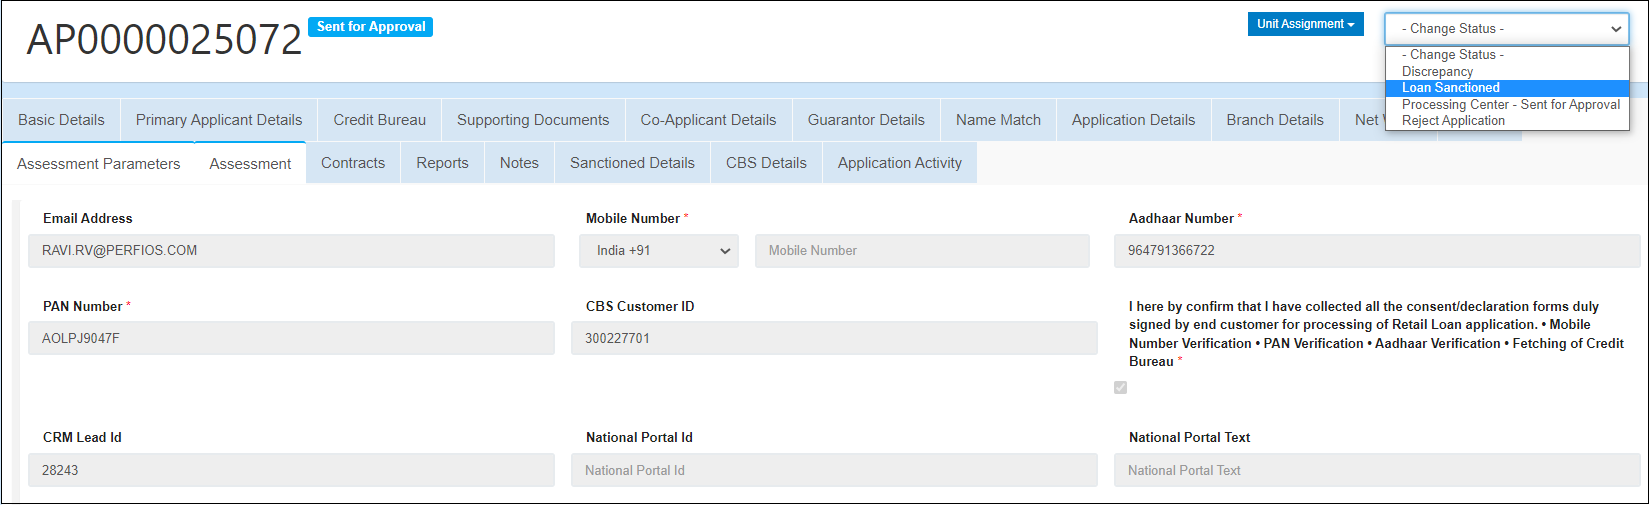 AP0000025072
Sent for Approval
Unit Assignment
- Change Status -
- Change Status -
Discrepancy
Loan Sanctioned
Processing Center - Sent for Approval
Reject Application
Basic Details
Primary Applicant Details
Credit Bureau
Supporting Documents
Co-Applicant Details
Guarantor Details
Name Match
Application Details
Branch Details
Net
Assessment Parameters
Assessment
Contracts
Reports
Notes
Sanctioned Details
CBS Details
Application Activity
Email Address
RAVI.RV@PERFIOS.COM
Mobile Number *
India +91
Mobile Number
Aadhaar Number *
964791366722
PAN Number *
AOLPJ9047F
CBS Customer ID
300227701
I here by confirm that I have collected all the consent/declaration forms duly
signed by end customer for processing of Retail Loan application. • Mobile
Number Verification • PAN Verification • Aadhaar Verification • Fetching of Credit
Bureau *
CRM Lead Id
28243
National Portal Id
National Portal Id
National Portal Text
National Portal Text